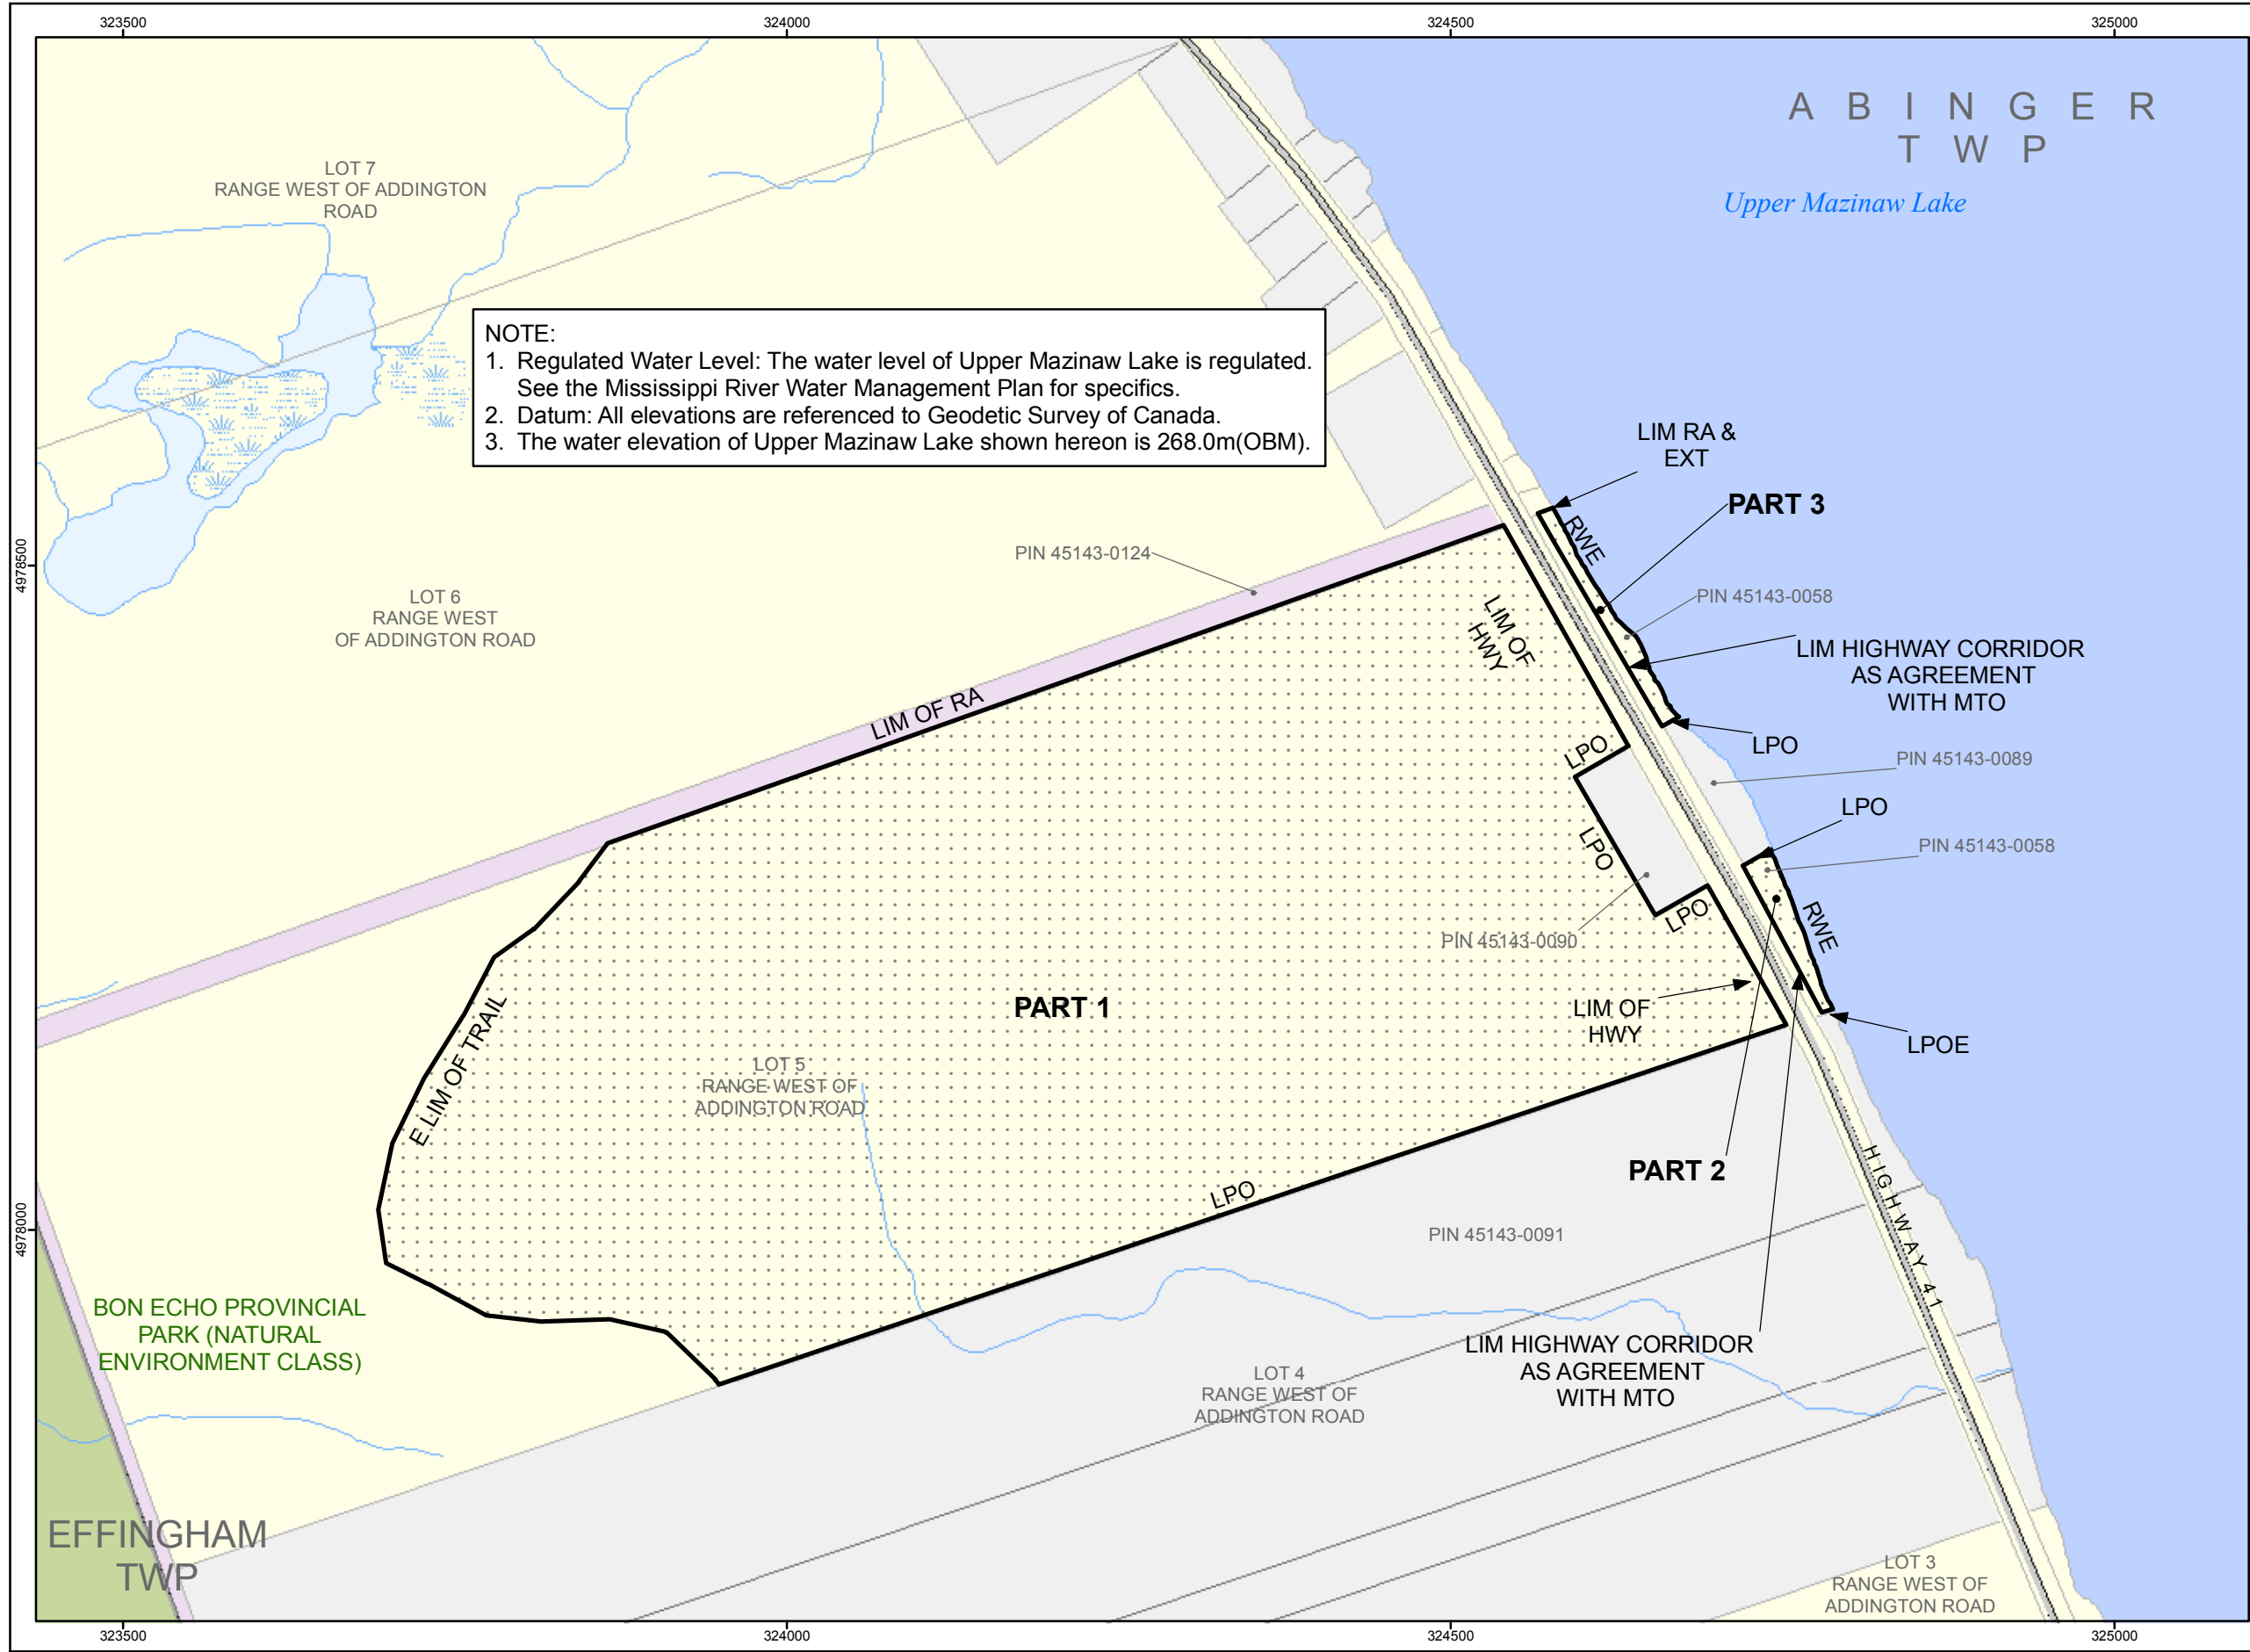 323500
324000
324500
325000
A B I N G E R
T W P
Upper Mazinaw Lake
LOT 7
RANGE WEST OF ADDINGTON
ROAD
NOTE:
1. Regulated Water Level: The water level of Upper Mazinaw Lake is regulated.
See the Mississippi River Water Management Plan for specifics.
2. Datum: All elevations are referenced to Geodetic Survey of Canada.
3. The water elevation of Upper Mazinaw Lake shown hereon is 268.0m(OBM).
LIM RA &
EXT
PART 3
RWE
4978500
PIN 45143-0124
LOT 6
RANGE WEST
OF ADDINGTON ROAD
PIN 45143-0058
LIM OF
HWY
LIM HIGHWAY CORRIDOR
AS AGREEMENT
WITH MTO
LIM OF RA
LPO
LPO
PIN 45143-0089
LPO
LPO
PIN 45143-0058
LPO
RWE
PIN 45143-0090
E LIM OF TRAIL
PART 1
LIM OF
HWY
LPOE
LOT 5
RANGE WEST OF
ADDINGTON ROAD
PART 2
LPO
HIGHWAY 41
4978000
PIN 45143-0091
BON ECHO PROVINCIAL
PARK (NATURAL
ENVIRONMENT CLASS)
LIM HIGHWAY CORRIDOR
AS AGREEMENT
WITH MTO
LOT 4
RANGE WEST OF
ADDINGTON ROAD
EFFINGHAM
TWP
LOT 3
RANGE WEST OF
ADDINGTON ROAD
323500
324000
324500
325000